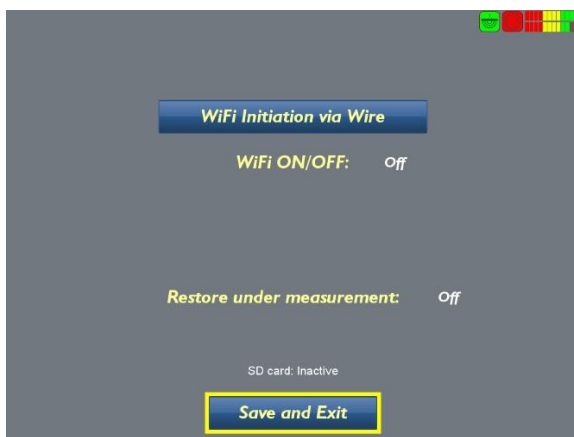 WiFi Initiation via Wire
WiFi ON/OFF: Off
Restore under measurement: Off
SD card: Inactive
Save and Exit